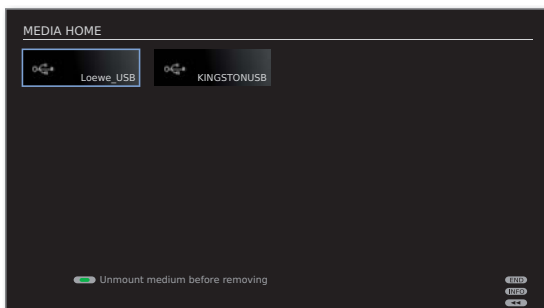 MEDIA HOME
Loewe_USB
KINGSTONUSB
Unmount medium before removing
END
INFO